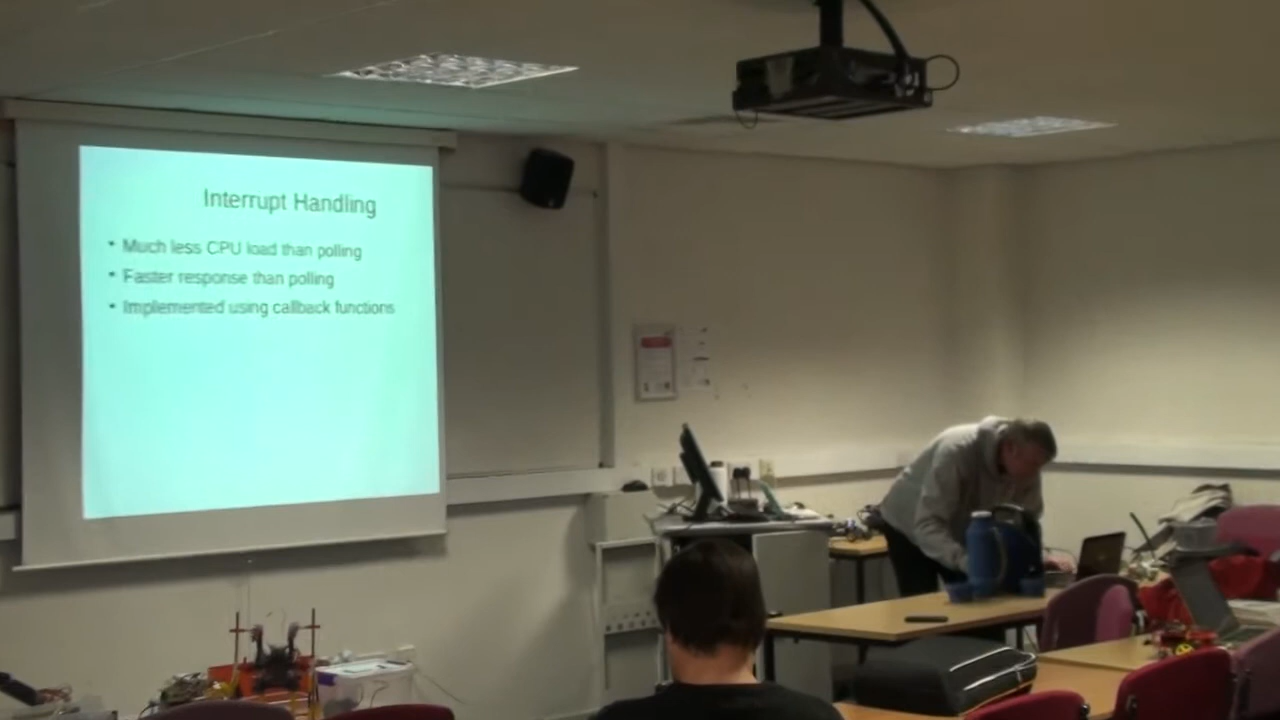 Interrupt Handling
• Much less CPU load than polling
• Faster response than polling
• Implemented using callback functions